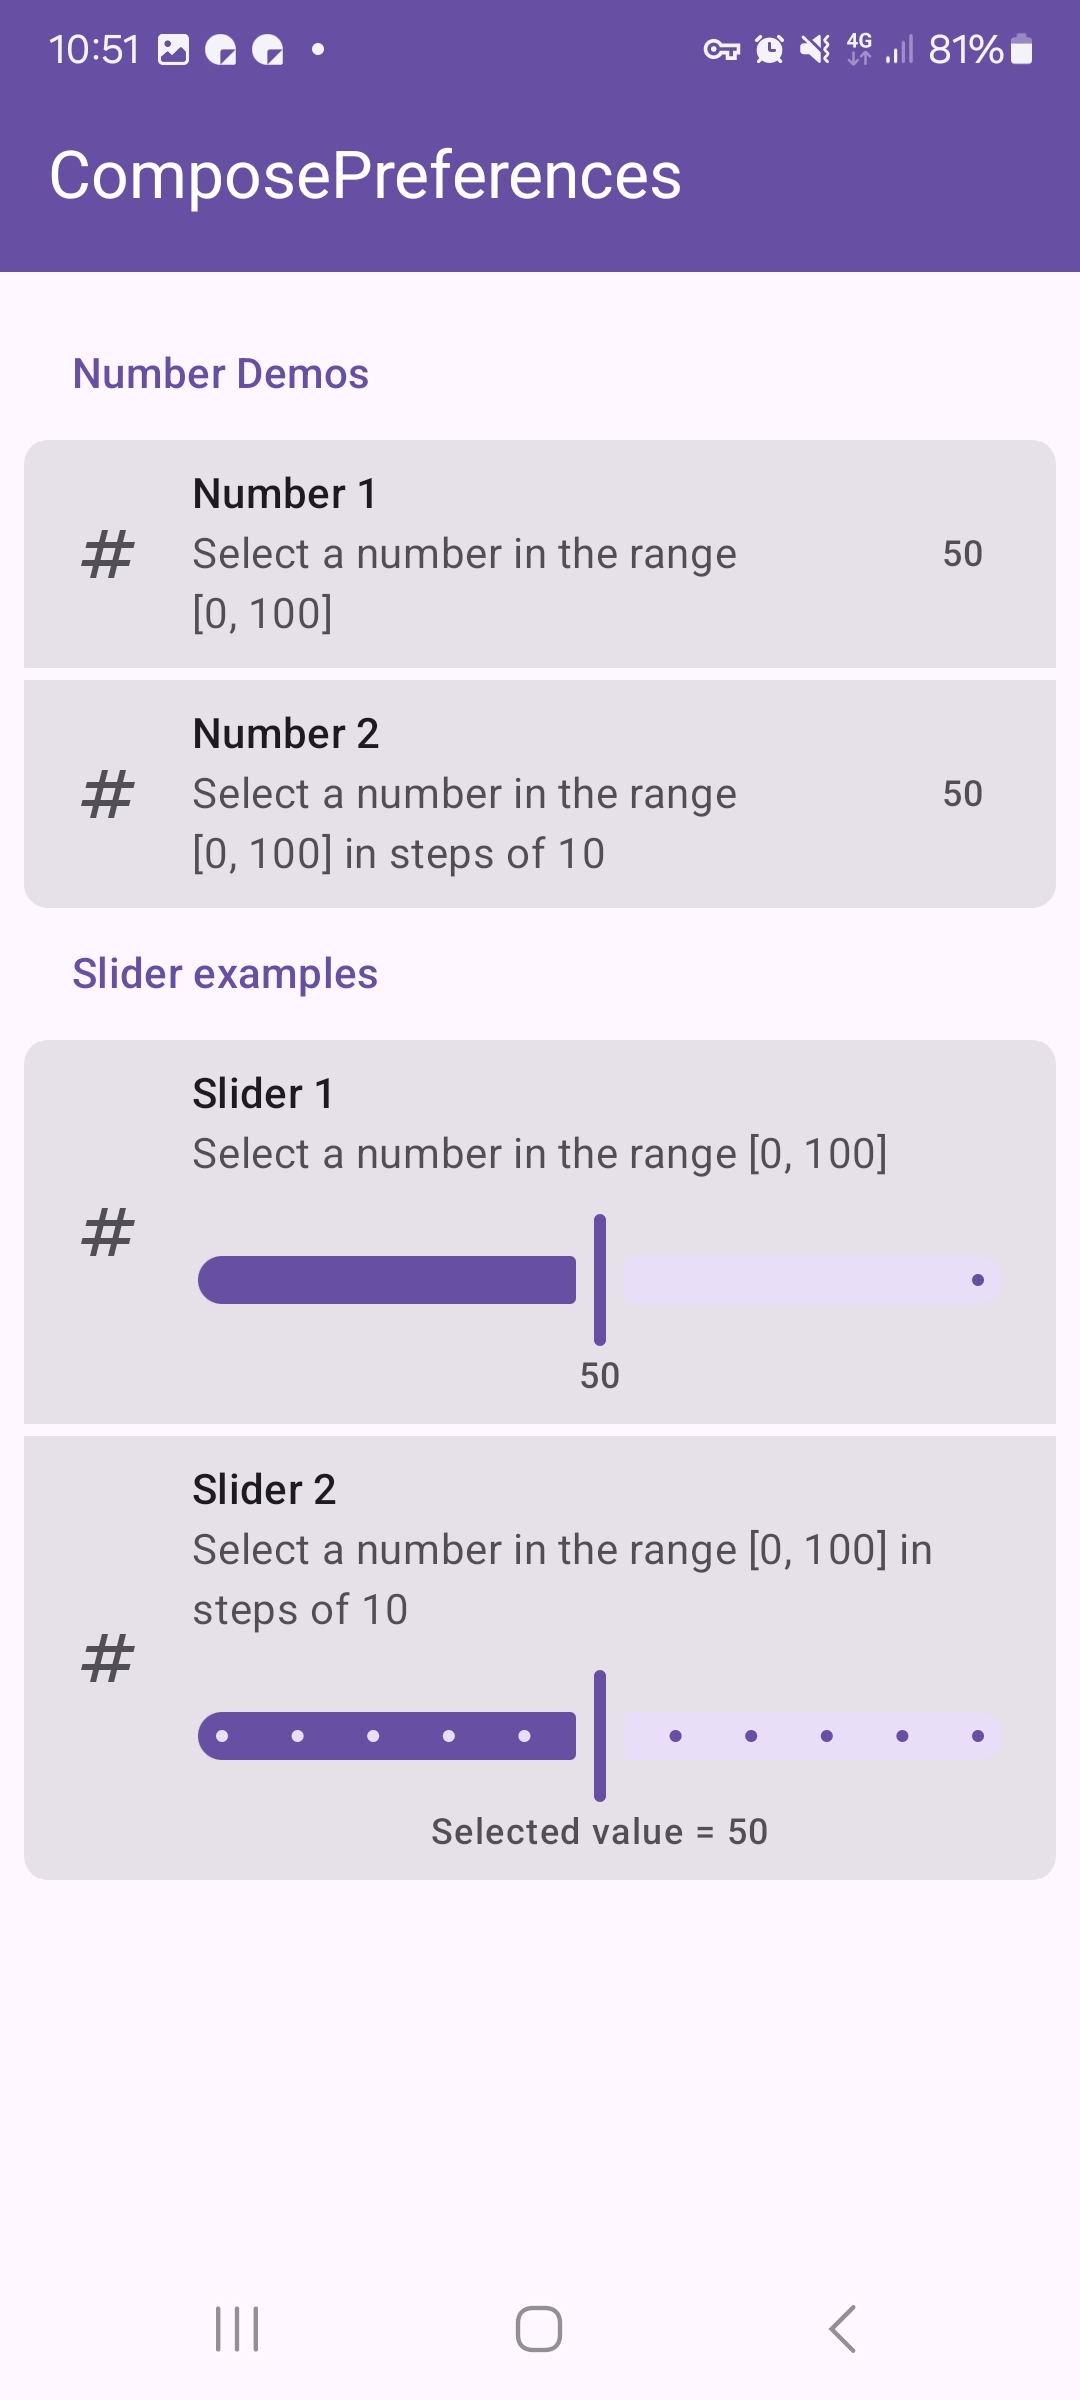 10:51
4G
81%
ComposePreferences
Number Demos
Number 1
Select a number in the range
[0, 100]
50
Number 2
Select a number in the range
[0, 100] in steps of 10
50
Slider examples
Slider 1
Select a number in the range [0, 100]
50
Slider 2
Select a number in the range [0, 100] in
steps of 10
Selected value = 50